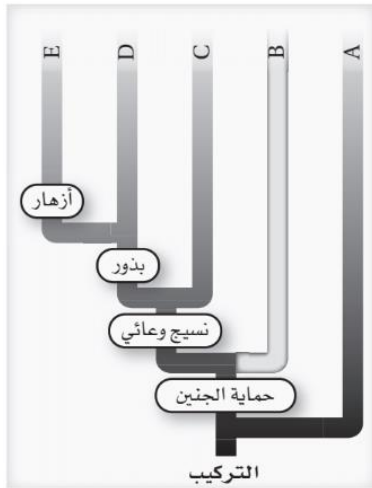 E D C B A
أزهار
بذور
نسيج وعائي
حماية الجنين
التركيب